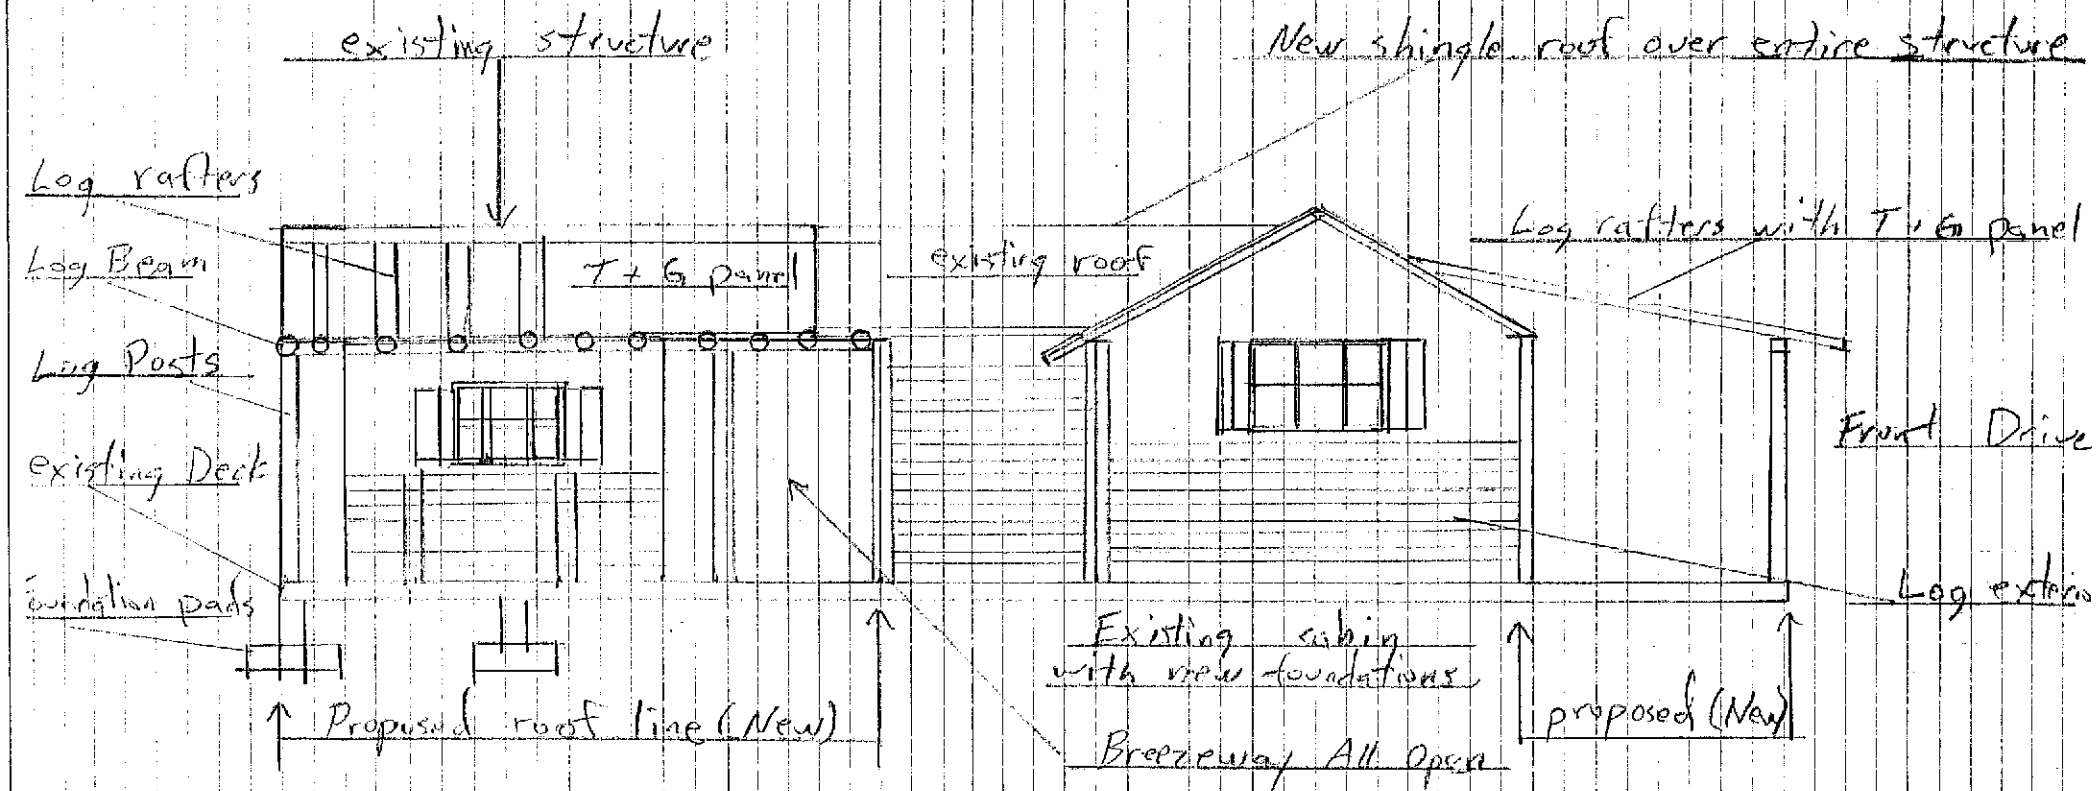 existing structure
New shingle roof over entire structure
Log rafters
Log rafters with T + G panel
Log Beam
T + G panel
existing roof
Log Posts
Front Drive
existing Deck
Foundation pads
Log exterio
Existing cabin
with new foundations
Proposed roof line (New)
proposed (New)
Breezeway All Open